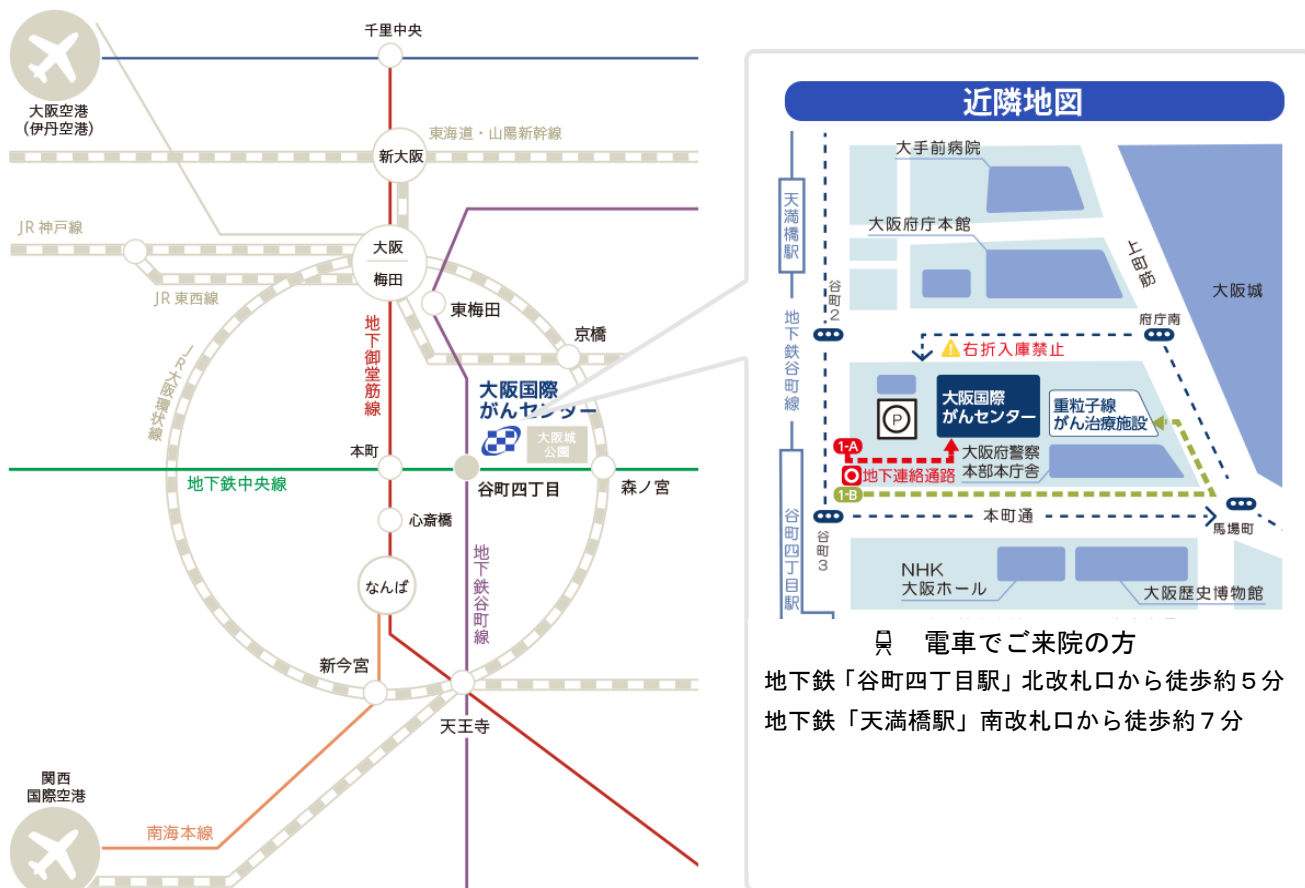 千里中央
大阪空港
(伊丹空港)
東海道・山陽新幹線
新大阪
JR 神戸線
大阪
梅田
JR 東西線
東梅田
地下御堂筋線
京橋
JR大阪環状線
大阪国際
がんセンター
大阪城
公園
本町
地下鉄中央線
谷町四丁目
森ノ宮
心斎橋
なんば
地下鉄谷町線
新今宮
天王寺
関西
国際空港
南海本線
近隣地図
大手前病院
天満橋駅
大阪府庁本館
上町筋
大阪城
谷町2
地下鉄谷町線
府庁南
右折入庫禁止
大阪国際
がんセンター
重粒子線
がん治療施設
P
1-A
大阪府警察
本部本庁舎
地下連絡通路
1-B
本町通
馬場町
谷町3
谷町四丁目駅
NHK
大阪ホール
大阪歴史博物館
電車でご来院の方
地下鉄「谷町四丁目駅」北改札口から徒歩約5分
地下鉄「天満橋駅」南改札口から徒歩約7分